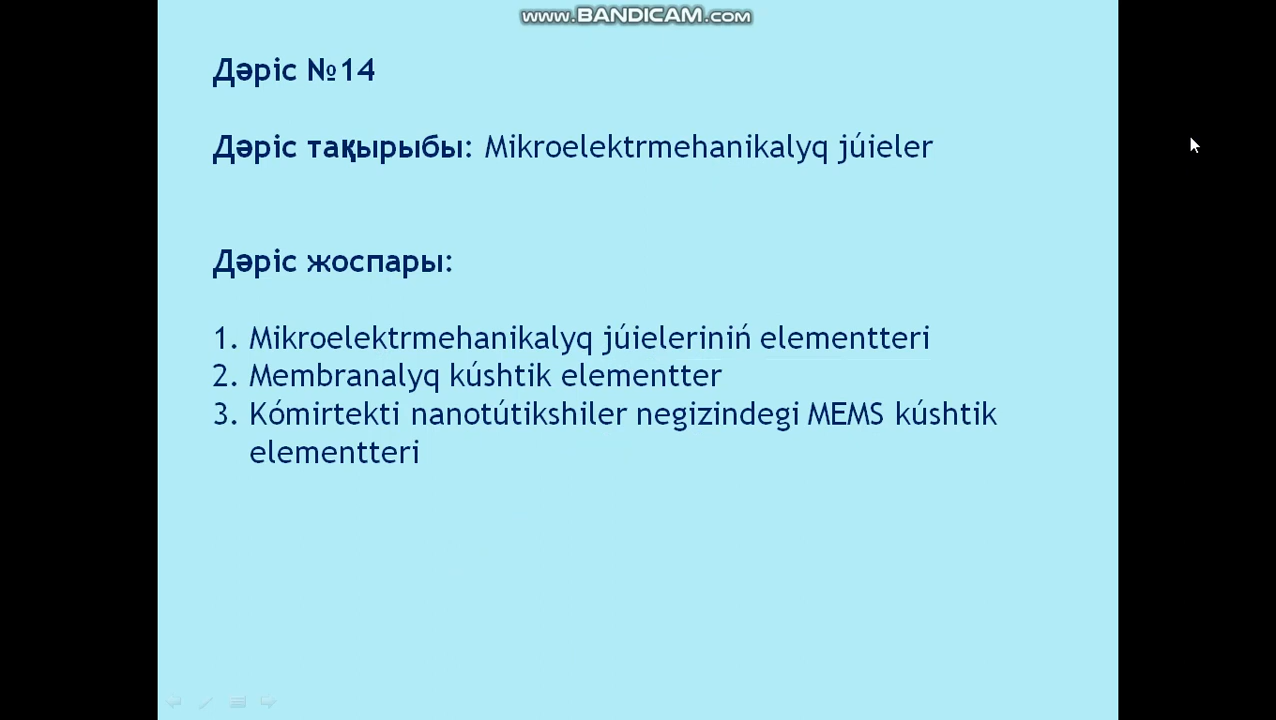 www.BANDICAM.com
Дәріс №14
Дәріс тақырыбы: Mikroelektrmehanikalyq júieler
Дәріс жоспары:
1. Mikroelektrmehanikalyq júieleriniń elementteri
2. Membranalyq kúshtik elementter
3. Kómirtekti nanotútikshiler negizindegi MEMS kúshtik
elementteri